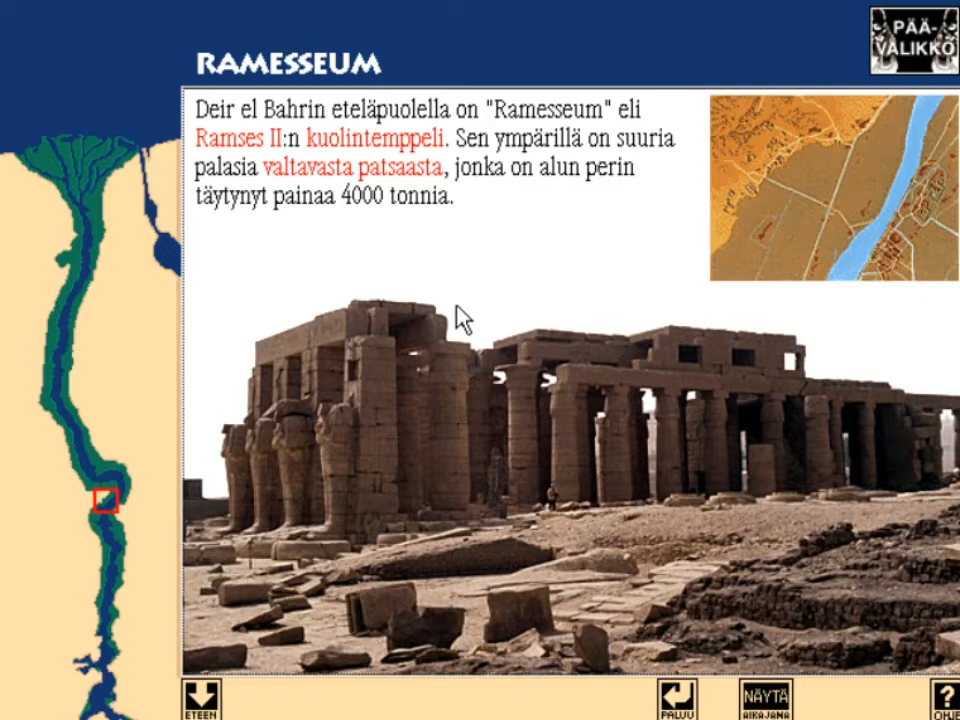 PÄÄ-
VALIKKO
RAMESSEUM
Deir el Bahrin eteläpuolella on "Ramesseum" eli
Ramses II:n kuolintemppeli. Sen ympärillä on suuria
palasia valtavasta patsaasta, jonka on alun perin
täytynyt painaa 4000 tonnia.
ETEEN
PALUU
NÄYTÄ
AIKAJANA
?
OHJE